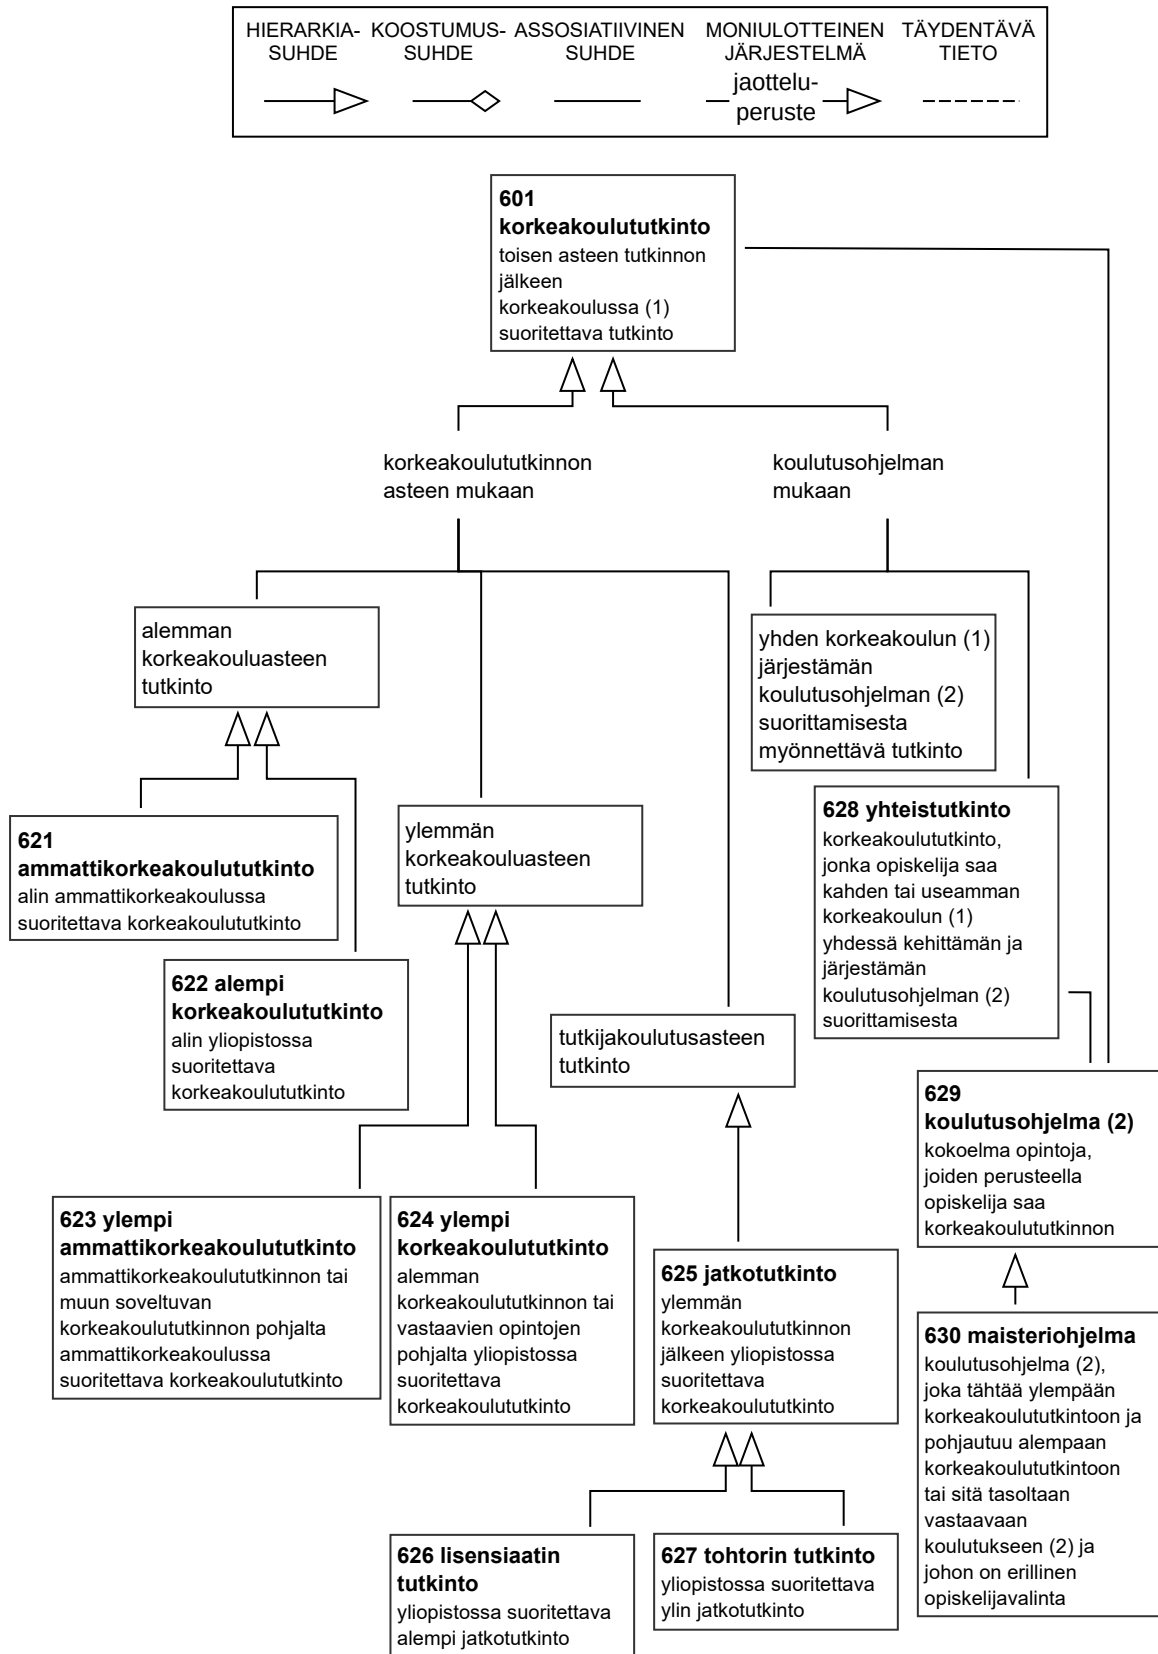 HIERARKIA-
SUHDE
KOOSTUMUS-
SUHDE
ASSOSIATIIVINEN
SUHDE
MONIULOTTEINEN
JÄRJESTELMÄ
jaottelu-
peruste
TÄYDENTÄVÄ
TIETO
601
korkeakoulututkinto
toisen asteen tutkinnon
jälkeen
korkeakoulussa (1)
suoritettava tutkinto
korkeakoulututkinnon
asteen mukaan
koulutusohjelman
mukaan
alemman
korkeakouluasteen
tutkinto
yhden korkeakoulun (1)
järjestämän
koulutusohjelman (2)
suorittamisesta
myönnettävä tutkinto
621
ammattikorkeakoulututkinto
alin ammattikorkeakoulussa
suoritettava korkeakoulututkinto
ylemmän
korkeakouluasteen
tutkinto
628 yhteistutkinto
korkeakoulututkinto,
jonka opiskelija saa
kahden tai useamman
korkeakoulun (1)
yhdessä kehittämän ja
järjestämän
koulutusohjelman (2)
suorittamisesta
622 alempi
korkeakoulututkinto
alin yliopistossa
suoritettava
korkeakoulututkinto
tutkijakoulutusasteen
tutkinto
629
koulutusohjelma (2)
kokoelma opintoja,
joiden perusteella
opiskelija saa
korkeakoulututkinnon
623 ylempi
ammattikorkeakoulututkinto
ammattikorkeakoulututkinnon tai
muun soveltuvan
korkeakoulututkinnon pohjalta
ammattikorkeakoulussa
suoritettava korkeakoulututkinto
624 ylempi
korkeakoulututkinto
alemman
korkeakoulututkinnon tai
vastaavien opintojen
pohjalta yliopistossa
suoritettava
korkeakoulututkinto
625 jatkotutkinto
ylemmän
korkeakoulututkinnon
jälkeen yliopistossa
suoritettava
korkeakoulututkinto
630 maisteriohjelma
koulutusohjelma (2),
joka tähtää ylempään
korkeakoulututkintoon ja
pohjautuu alempaan
korkeakoulututkintoon
tai sitä tasoltaan
vastaavaan
koulutukseen (2) ja
johon on erillinen
opiskelijavalinta
626 lisensiaatin
tutkinto
yliopistossa suoritettava
alempi jatkotutkinto
627 tohtorin tutkinto
yliopistossa suoritettava
ylin jatkotutkinto